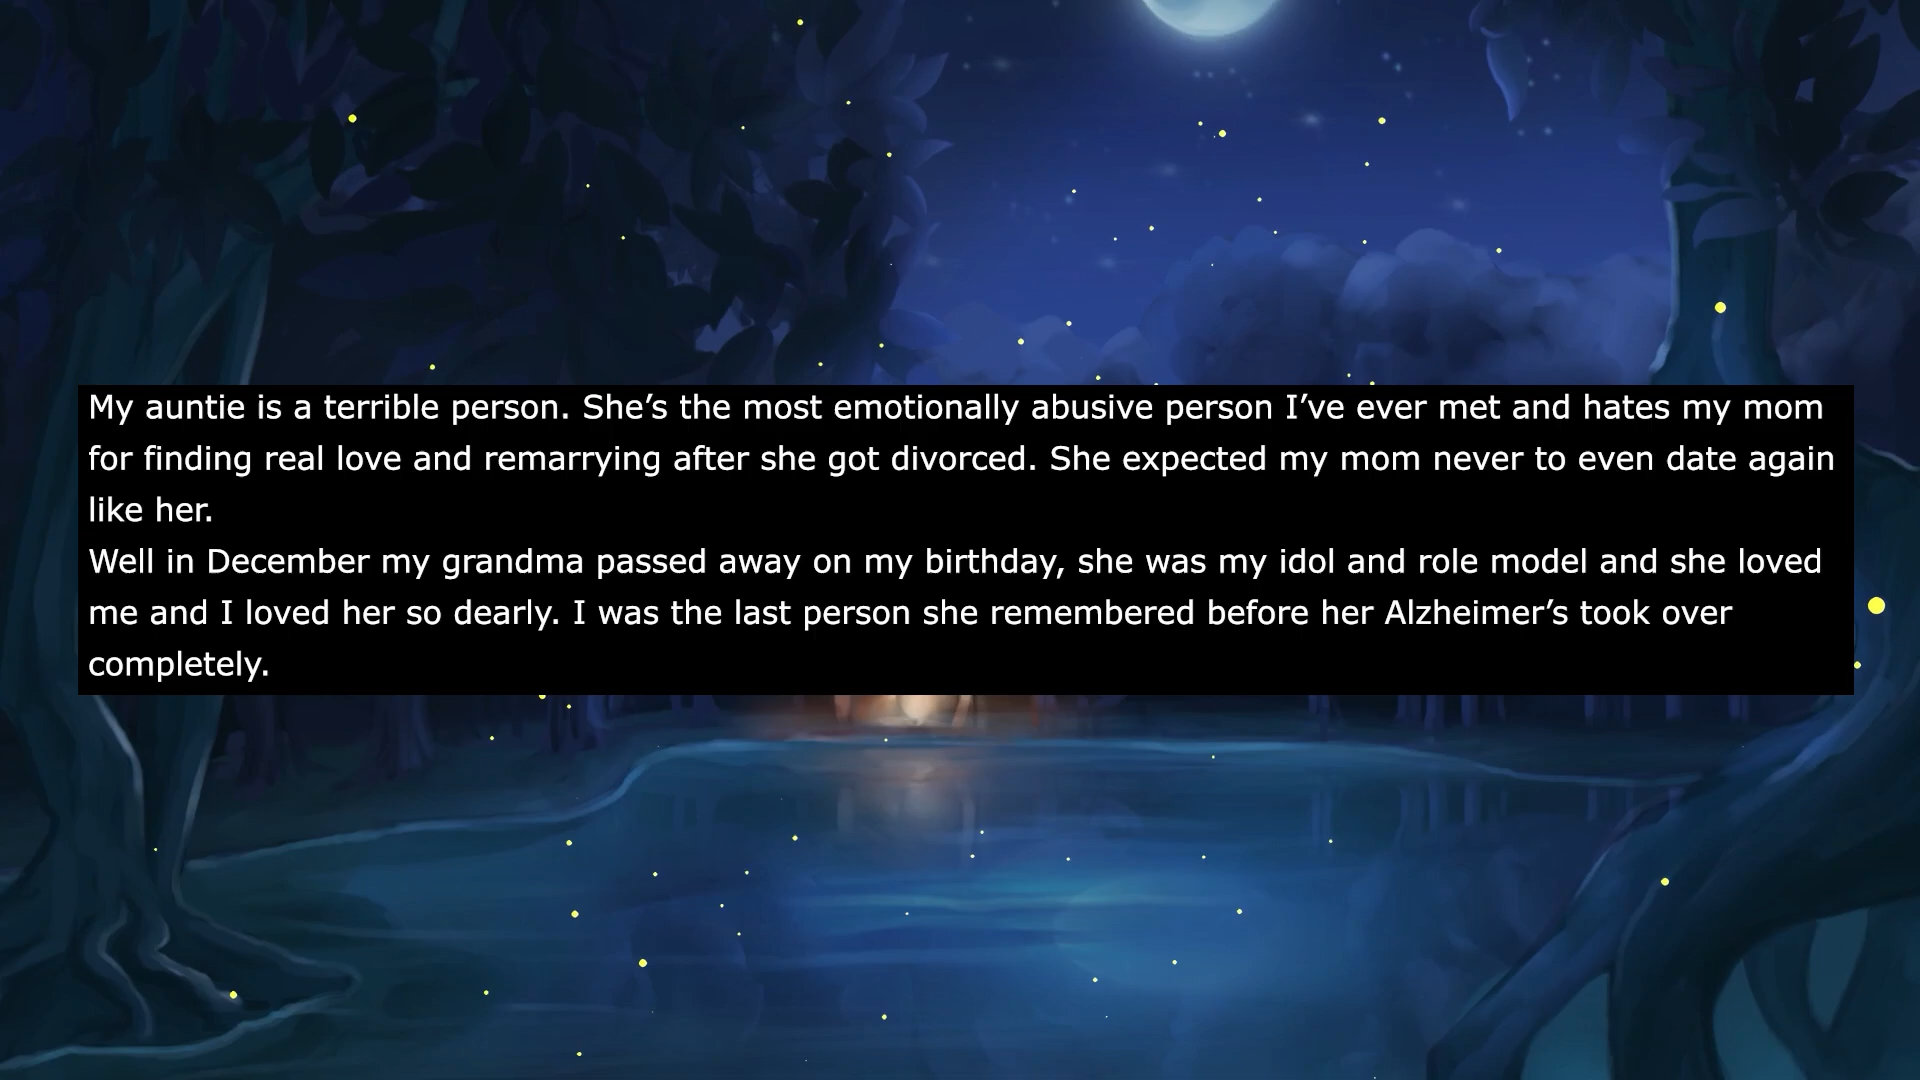 My auntie is a terrible person. She’s the most emotionally abusive person I’ve ever met and hates my mom
for finding real love and remarrying after she got divorced. She expected my mom never to even date again
like her.
Well in December my grandma passed away on my birthday, she was my idol and role model and she loved
me and I loved her so dearly. I was the last person she remembered before her Alzheimer’s took over
completely.